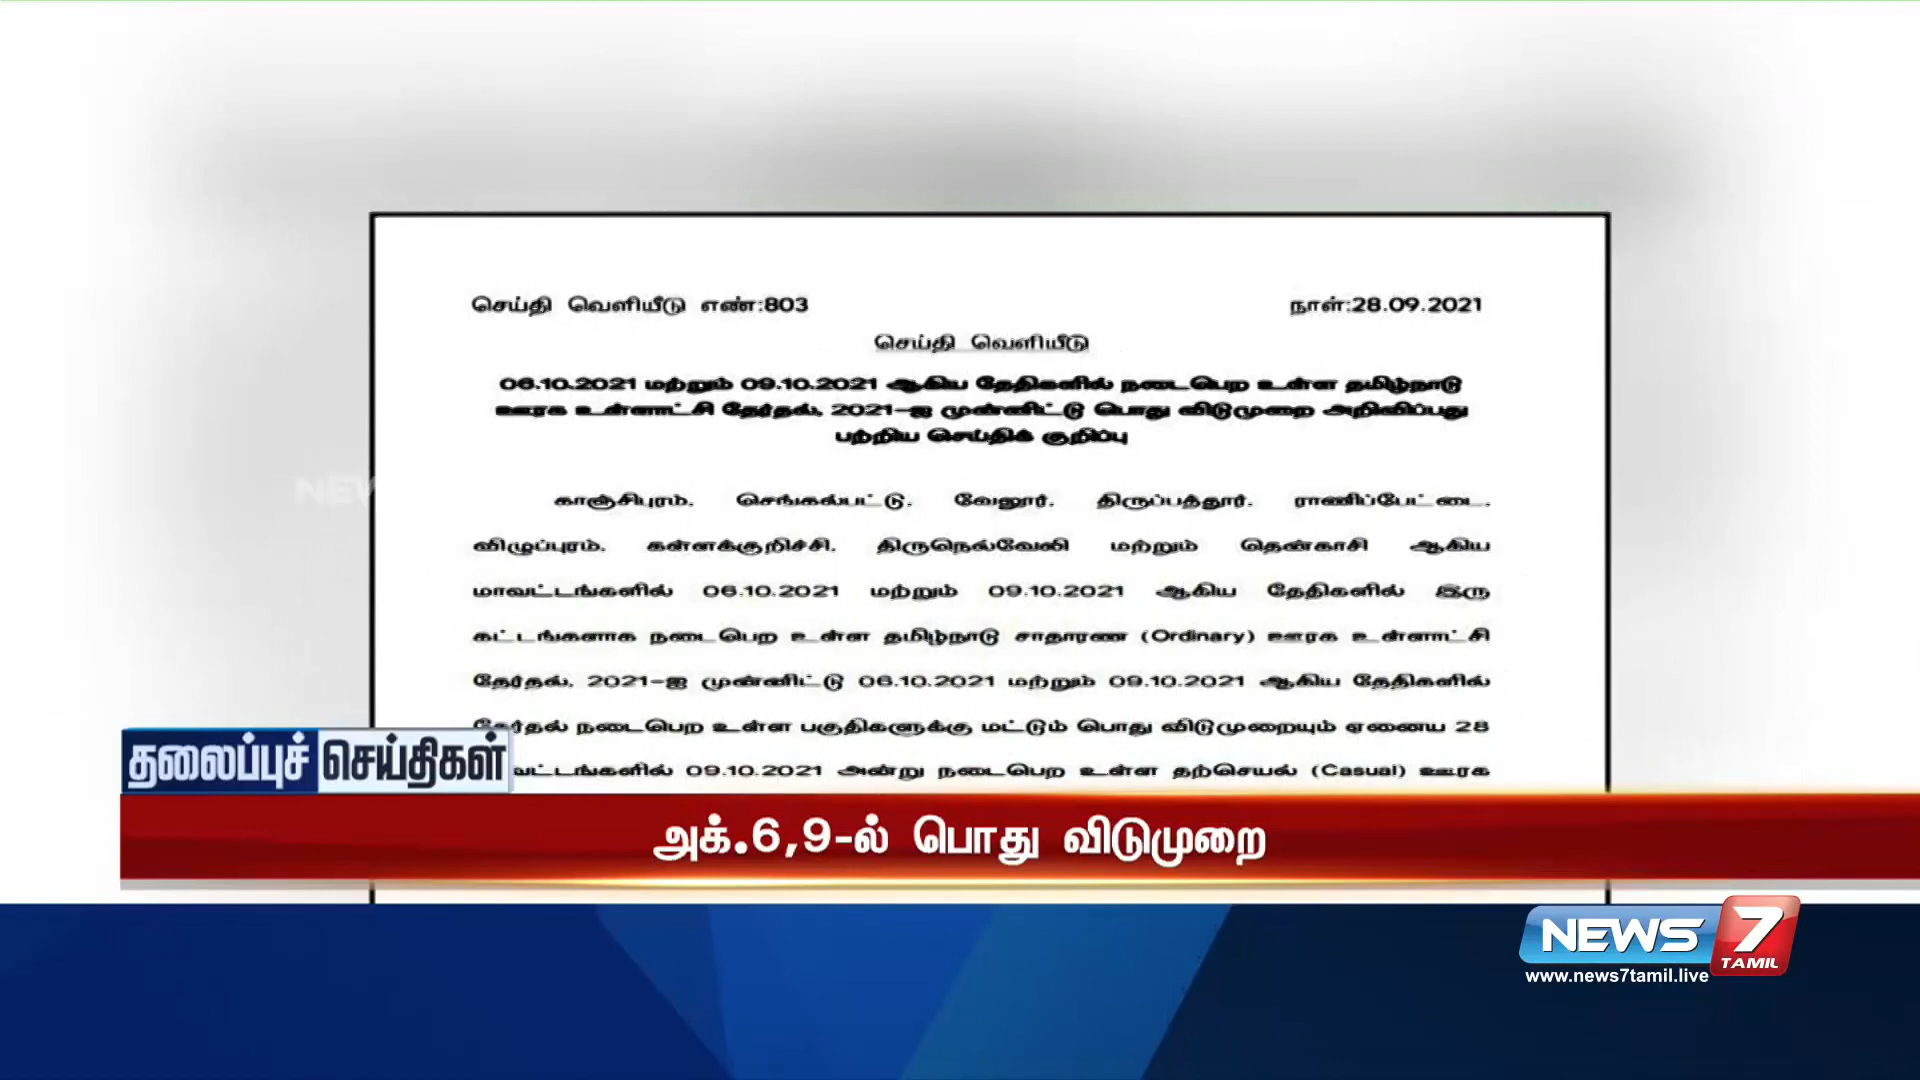 செய்தி வெளியீடு எண்:803 நாள்:28.09.2021
செய்தி வெளியீடு
06.10.2021 மற்றும் 09.10.2021 ஆகிய தேதிகளில் நடைபெற உள்ள தமிழ்நாடு
ஊரக உள்ளாட்சி தேர்தல், 2021-ஐ முன்னிட்டு பொது விடுமுறை அறிவிப்பது
பற்றிய செய்திக் குறிப்பு
காஞ்சிபுரம், செங்கல்பட்டு, வேலூர், திருப்பத்தூர், ராணிப்பேட்டை,
விழுப்புரம், கள்ளக்குறிச்சி, திருநெல்வேலி மற்றும் தென்காசி ஆகிய
மாவட்டங்களில் 06.10.2021 மற்றும் 09.10.2021 ஆகிய தேதிகளில் இரு
கட்டங்களாக நடைபெற உள்ள தமிழ்நாடு சாதாரண (Ordinary) ஊரக உள்ளாட்சி
தேர்தல், 2021-ஐ முன்னிட்டு 06.10.2021 மற்றும் 09.10.2021 ஆகிய தேதிகளில்
தேர்தல் நடைபெற உள்ள பகுதிகளுக்கு மட்டும் பொது விடுமுறையும் ஏனைய 28
09.10.2021 அன்று நடைபெற உள்ள தற்செயல் (Casual) ஊரக
தலைப்புச் செய்திகள்
அக்.6,9-ல் பொது விடுமுறை
NEWS 7
TAMIL
www.news7tamil.live